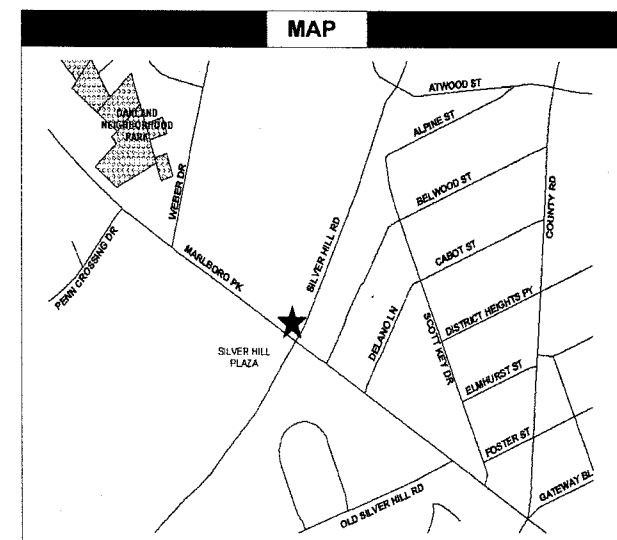 MAP
ATWOOD ST
ALPINE ST
OAKLAND
NEIGHBORHOOD
PARK
BELWOOD ST
WEBER DR
COUNTY RD
SILVER HILL RD
CABOT ST
PENN CROSSING DR
MARLBORO PK
DISTRICT HEIGHTS PY
DELANO LN
SCOTT KEY DR
SILVER HILL
PLAZA
ELMHURST ST
FOSTER ST
GATEWAY BL
OLD SILVER HILL RD